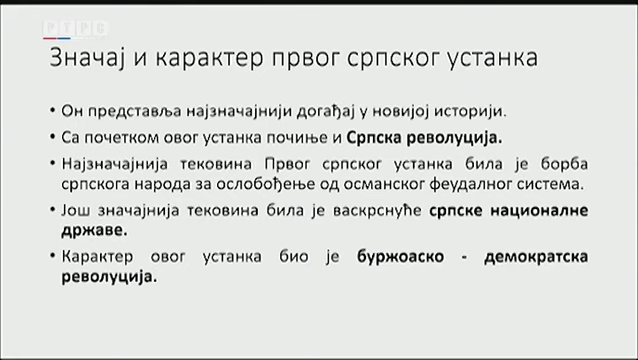 РТРС
Значај и карактер првог српског устанка
• Он представља најзначајнији догађај у новијој историји.
• Са почетком овог устанка почиње и Српска револуција.
• Најзначајнија тековина Првог српског устанка била је борба
српскога народа за ослобођење од османског феудалног система.
• Још значајнија тековина била је васкрснуће српске националне
државе.
• Карактер овог устанка био је буржоаско - демократска
револуција.